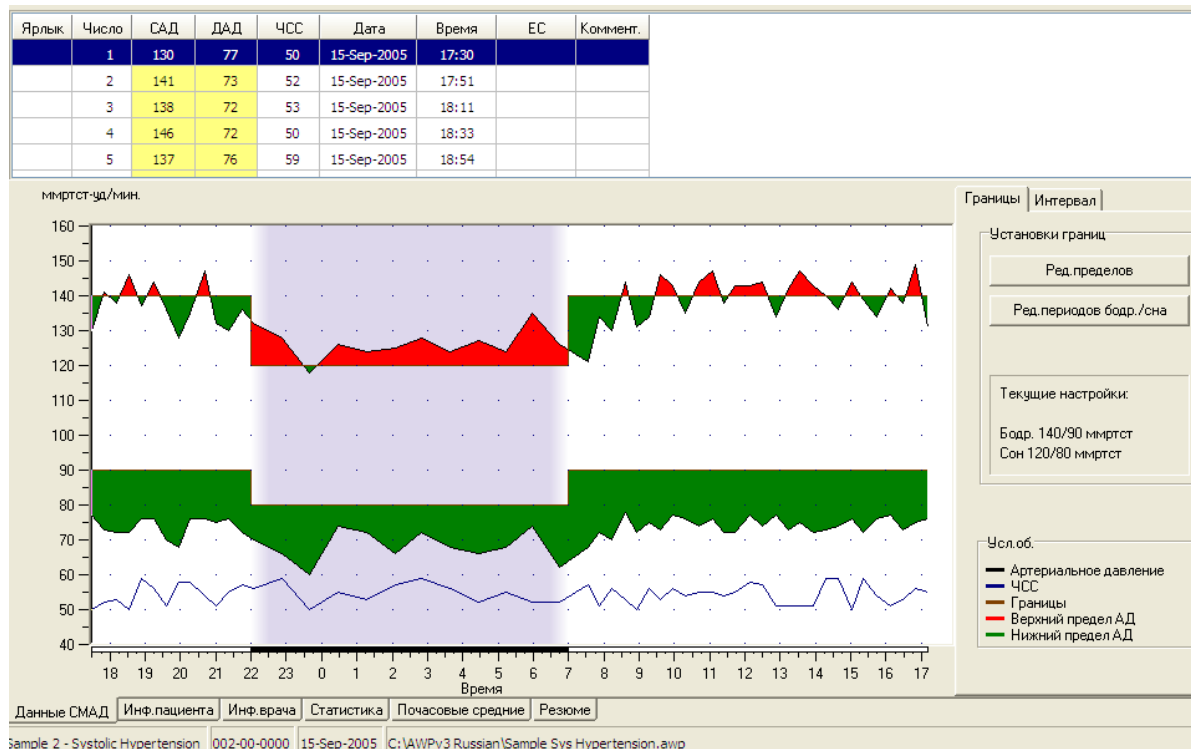 Ярлык Число САД ДАД ЧСС Дата Время ЕС Коммент.
1 130 77 50 15-Sep-2005 17:30
2 141 73 52 15-Sep-2005 17:51
3 138 72 53 15-Sep-2005 18:11
4 146 72 50 15-Sep-2005 18:33
5 137 76 59 15-Sep-2005 18:54
ммртст-уд/мин.
160
150
140
130
120
110
100
90
80
70
60
50
40
18 19 20 21 22 23 0 1 2 3 4 5 6 7 8 9 10 11 12 13 14 15 16 17
Время
Границы Интервал
Установки границ
Ред.пределов
Ред.периодов бодр./сна
Текущие настройки:
Бодр. 140/90 ммртст
Сон 120/80 ммртст
Усл.об.
Артериальное давление
ЧСС
Границы
Верхний предел АД
Нижний предел АД
Данные СМАД Инф.пациента Инф.врача Статистика Почасовые средние Резюме
Sample 2 - Systolic Hypertension 002-00-0000 15-Sep-2005 C:\AWPv3 Russian\Sample Sys Hypertension.awp